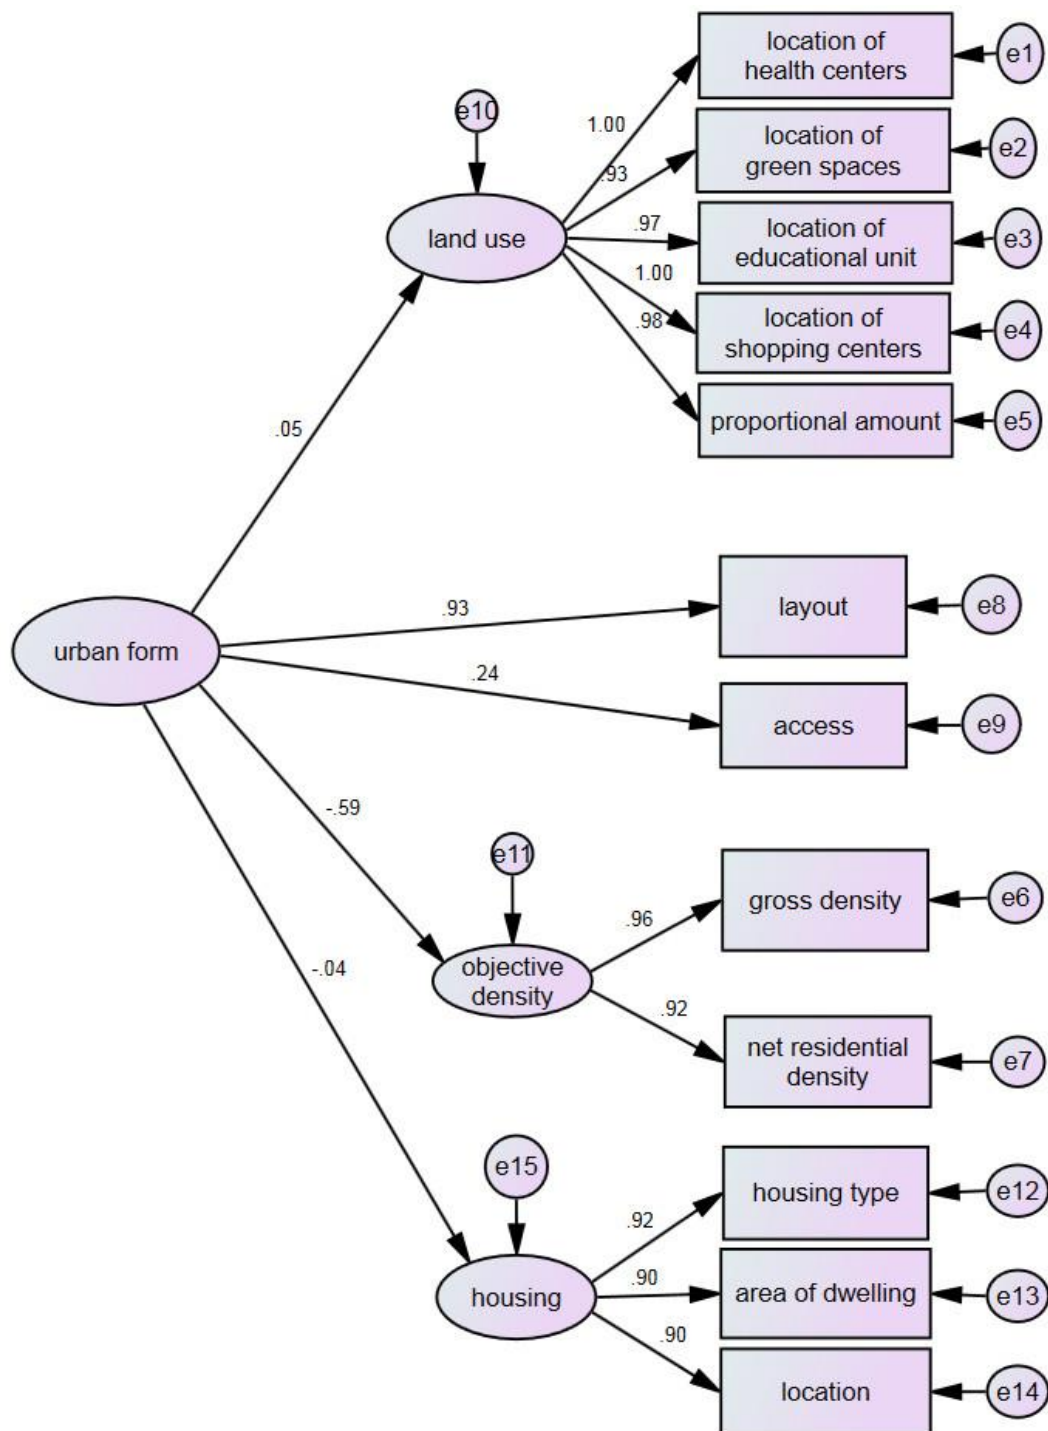 location of
health centers
e1
e10
1.00
location of
green spaces
e2
.93
land use
.97
location of
educational unit
e3
1.00
location of
shopping centers
e4
.98
proportional amount
e5
.05
urban form
.93
layout
e8
.24
access
e9
-.59
e11
gross density
e6
.96
objective
density
-.04
.92
net residential
density
e7
e15
housing type
e12
.92
housing
.90
area of dwelling
e13
.90
location
e14